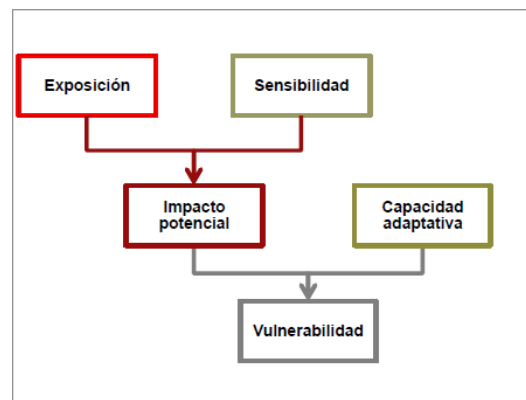 Exposición
Sensibilidad
Impacto
potencial
Capacidad
adaptativa
Vulnerabilidad